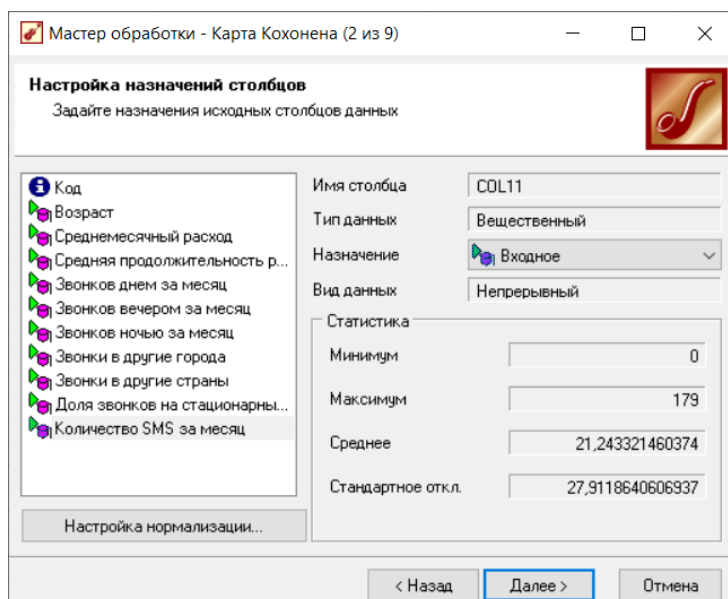 Мастер обработки - Карта Кохонена (2 из 9)
Настройка назначений столбцов
Задайте назначения исходных столбцов данных
Код
Возраст
Среднемесячный расход
Средняя продолжительность р...
Звонков днем за месяц
Звонков вечером за месяц
Звонков ночью за месяц
Звонки в другие города
Звонки в другие страны
Доля звонков на стационарны...
Количество SMS за месяц
Настройка нормализации...
Имя столбца COL11
Тип данных Вещественный
Назначение Входное
Вид данных Непрерывный
Статистика
Минимум 0
Максимум 179
Среднее 21,243321460374
Стандартное откл. 27,9118640606937
< Назад Далее > Отмена